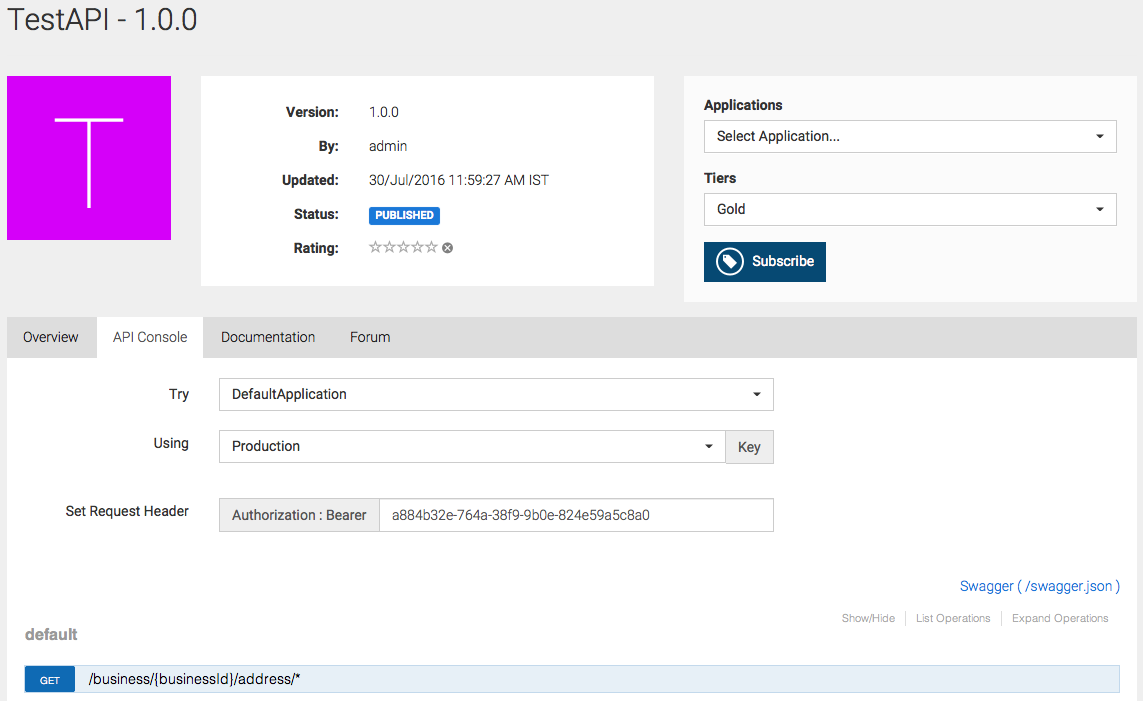 TestAPI - 1.0.0
T
Version: 1.0.0
By: admin
Updated: 30/Jul/2016 11:59:27 AM IST
Status: PUBLISHED
Rating:
Applications
Select Application...
Tiers
Gold
Subscribe
Overview API Console Documentation Forum
Try DefaultApplication
Using Production Key
Set Request Header Authorization : Bearer a884b32e-764a-38f9-9b0e-824e59a5c8a0
Swagger ( /swagger.json )
Show/Hide List Operations Expand Operations
default
GET /business/{businessId}/address/*